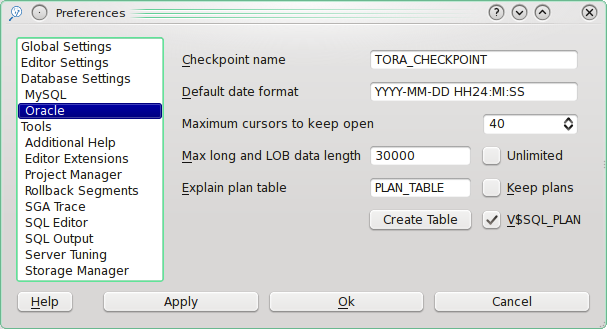 Preferences
Global Settings
Editor Settings
Database Settings
MySQL
Oracle
Tools
Additional Help
Editor Extensions
Project Manager
Rollback Segments
SGA Trace
SQL Editor
SQL Output
Server Tuning
Storage Manager
Checkpoint name TORA_CHECKPOINT
Default date format YYYY-MM-DD HH24:MI:SS
Maximum cursors to keep open 40
Max long and LOB data length 30000 Unlimited
Explain plan table PLAN_TABLE Keep plans
Create Table V$SQL_PLAN
Help Apply Ok Cancel